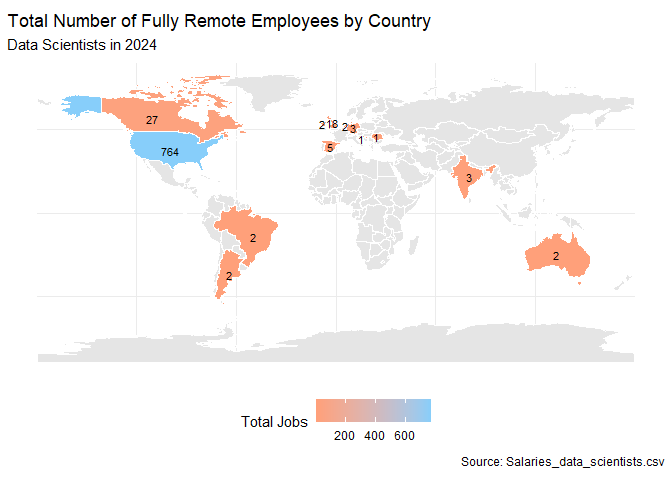 Total Number of Fully Remote Employees by Country
Data Scientists in 2024
27
2 18 2 3
764
5 1 1
3
2
2
2
Total Jobs
200 400 600
Source: Salaries_data_scientists.csv